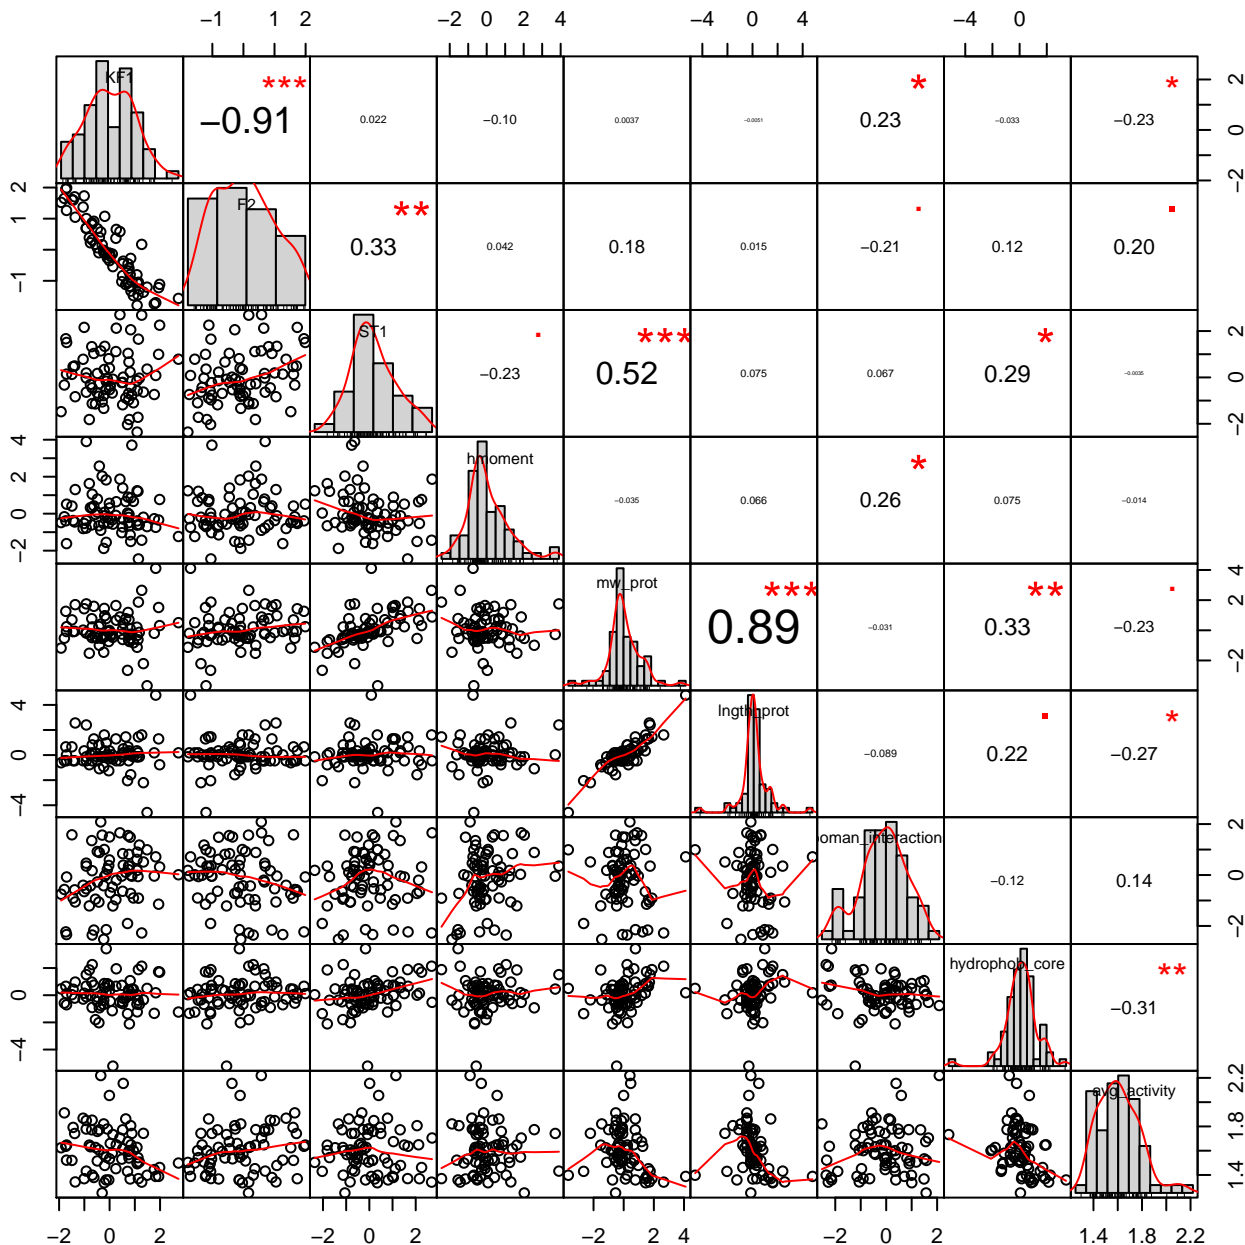 −1 1 2 −2 0 2 4 −4 0 4 −4 0
KF1 *** −0.91 0.022 −0.10 0.0037 −0.0051 * 0.23 −0.033 * −0.23 −2 0 2
−1 1 2 F2 ** 0.33 0.042 0.18 0.015 −0.21 0.12 0.20
ST1 −0.23 *** 0.52 0.075 0.067 * 0.29 −0.0035 −2 0 2
−2 0 2 4 hmoment −0.035 0.066 * 0.26 0.075 −0.014
mw_prot *** 0.89 −0.031 ** 0.33 −0.23 −2 2 4
−4 0 4 lngth_prot −0.089 0.22 * −0.27
oman_interaction −0.12 0.14 −2 0 2
−4 0 hydrophob_core ** −0.31
avg_activity 1.4 1.8 2.2
−2 0 2 −2 0 2 −2 2 4 −2 0 2 1.4 1.8 2.2